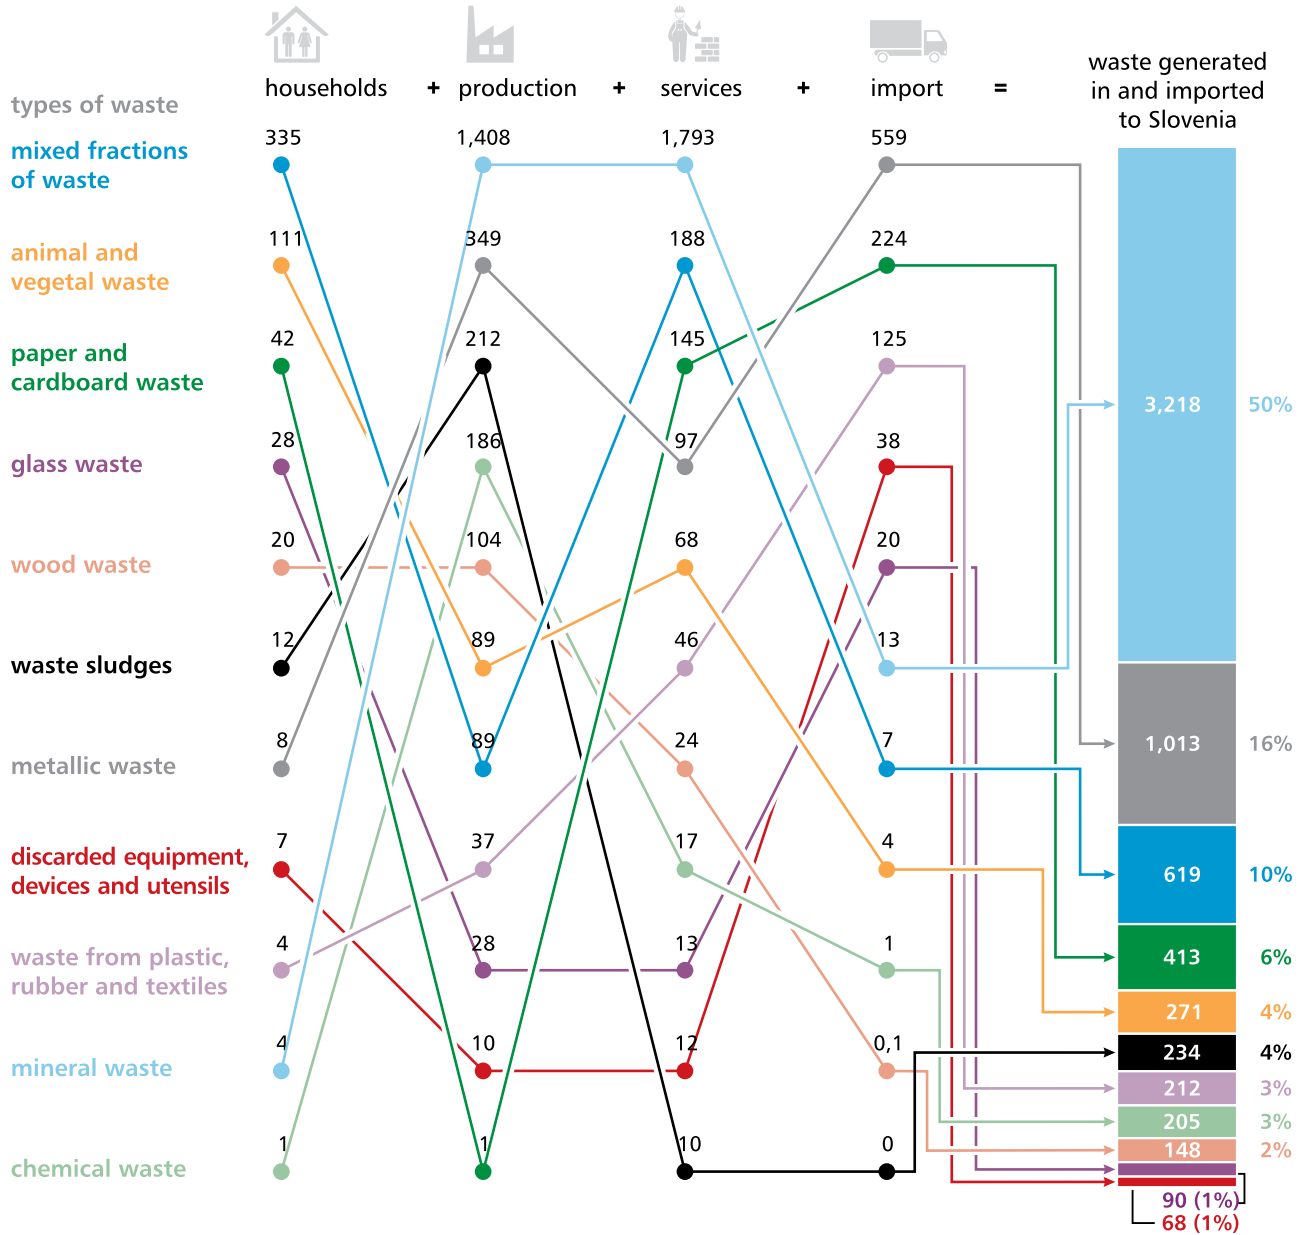 households + production + services + import =
waste generated
in and imported
to Slovenia
types of waste
335 1,408 1,793 559
mixed fractions
of waste
111 349 188 224
animal and
vegetal waste
42 212 145 125
paper and
cardboard waste
3,218 50%
28 186 97 38
glass waste
20 104 68 20
wood waste
12 89 46 13
waste sludges
8 89 24 7
metallic waste
1,013 16%
7 37 17 4
discarded equipment,
devices and utensils
619 10%
4 28 13 1
waste from plastic,
rubber and textiles
413 6%
271 4%
4 10 12 0,1
mineral waste
234 4%
212 3%
205 3%
1 1 10 0
chemical waste
148 2%
90 (1%)
68 (1%)